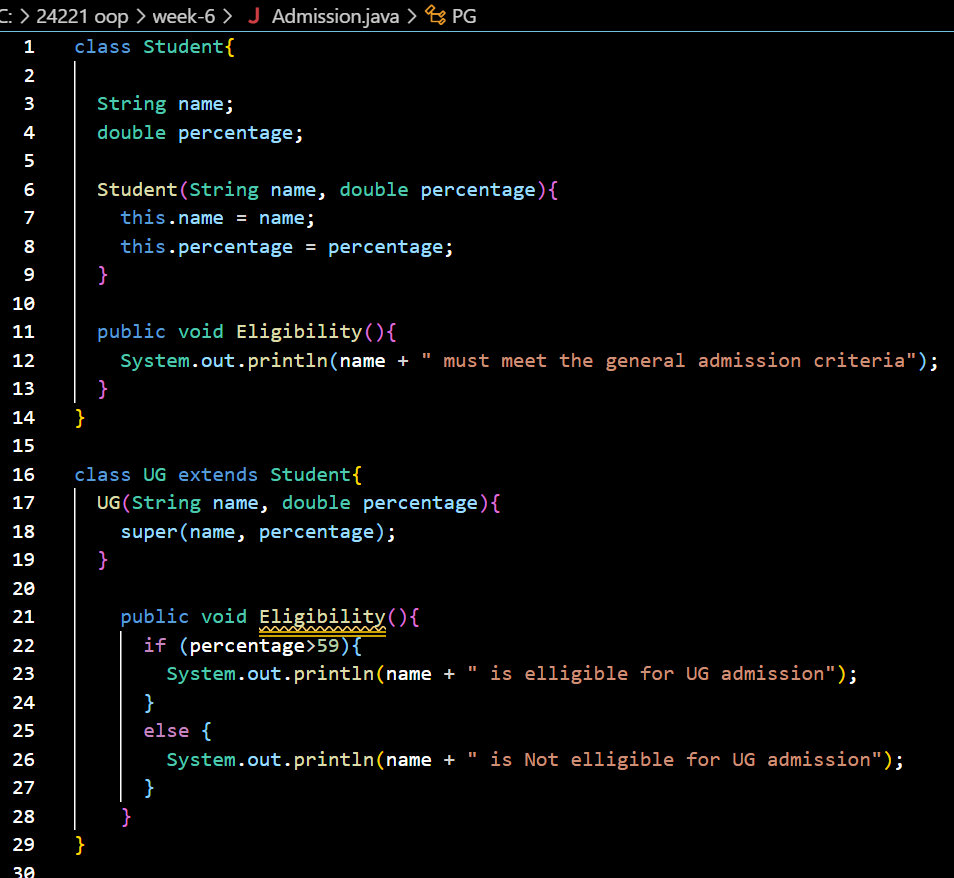 C: > 24221 oop > week-6 > J Admission.java > PG
1 class Student{
2
3 String name;
4 double percentage;
5
6 Student(String name, double percentage){
7 this.name = name;
8 this.percentage = percentage;
9 }
10
11 public void Eligibility(){
12 System.out.println(name + " must meet the general admission criteria");
13 }
14 }
15
16 class UG extends Student{
17 UG(String name, double percentage){
18 super(name, percentage);
19 }
20
21 public void Eligibility(){
22 if (percentage>59){
23 System.out.println(name + " is elligible for UG admission");
24 }
25 else {
26 System.out.println(name + " is Not elligible for UG admission");
27 }
28 }
29 }
30